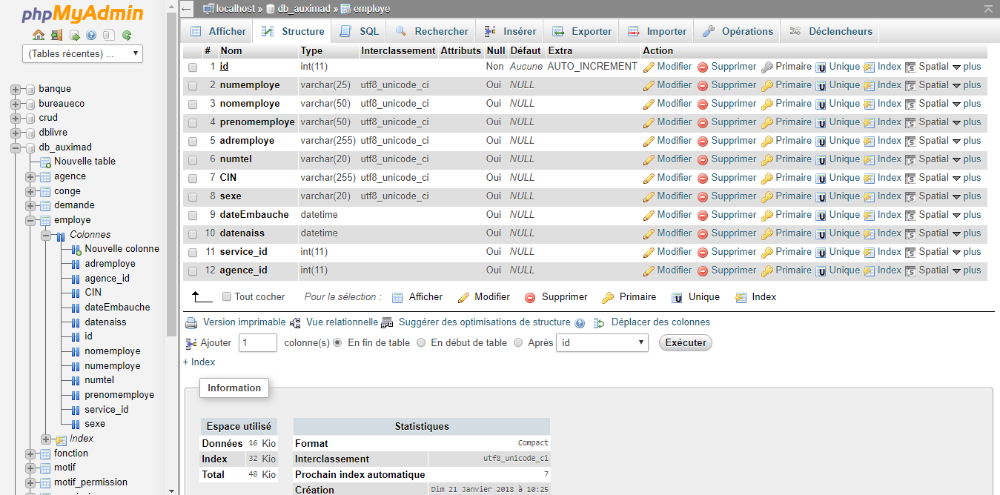 phpMyAdmin
(Tables récentes) ...
banque
bureaueco
crud
dblivre
db_auximad
Nouvelle table
agence
conge
demande
employe
Colonnes
Nouvelle colonne
adremploye
agence_id
CIN
dateEmbauche
datenaiss
id
nomemploye
numemploye
numtel
prenomemploye
service_id
sexe
Index
fonction
motif
motif_permission
localhost » db_auximad » employe
Afficher Structure SQL Rechercher Insérer Exporter Importer Opérations Déclencheurs
# Nom Type Interclassement Attributs Null Défaut Extra Action
1 id int(11) Non Aucune AUTO_INCREMENT Modifier Supprimer Primaire Unique Index Spatial plus
2 numemploye varchar(25) utf8_unicode_ci Oui NULL Modifier Supprimer Primaire Unique Index Spatial plus
3 nomemploye varchar(50) utf8_unicode_ci Oui NULL Modifier Supprimer Primaire Unique Index Spatial plus
4 prenomemploye varchar(50) utf8_unicode_ci Oui NULL Modifier Supprimer Primaire Unique Index Spatial plus
5 adremploye varchar(255) utf8_unicode_ci Oui NULL Modifier Supprimer Primaire Unique Index Spatial plus
6 numtel varchar(20) utf8_unicode_ci Oui NULL Modifier Supprimer Primaire Unique Index Spatial plus
7 CIN varchar(255) utf8_unicode_ci Oui NULL Modifier Supprimer Primaire Unique Index Spatial plus
8 sexe varchar(20) utf8_unicode_ci Oui NULL Modifier Supprimer Primaire Unique Index Spatial plus
9 dateEmbauche datetime Oui NULL Modifier Supprimer Primaire Unique Index Spatial plus
10 datenaiss datetime Oui NULL Modifier Supprimer Primaire Unique Index Spatial plus
11 service_id int(11) Oui NULL Modifier Supprimer Primaire Unique Index Spatial plus
12 agence_id int(11) Oui NULL Modifier Supprimer Primaire Unique Index Spatial plus
Tout cocher Pour la sélection : Afficher Modifier Supprimer Primaire Unique Index
Version imprimable Vue relationnelle Suggérer des optimisations de structure Déplacer des colonnes
Ajouter 1 colonne(s) En fin de table En début de table Après id Exécuter
+ Index
Information
Espace utilisé
Données 16 Kio
Index 32 Kio
Total 48 Kio
Statistiques
Format Compact
Interclassement utf8_unicode_ci
Prochain index automatique 7
Création Dim 21 Janvier 2018 à 10:25